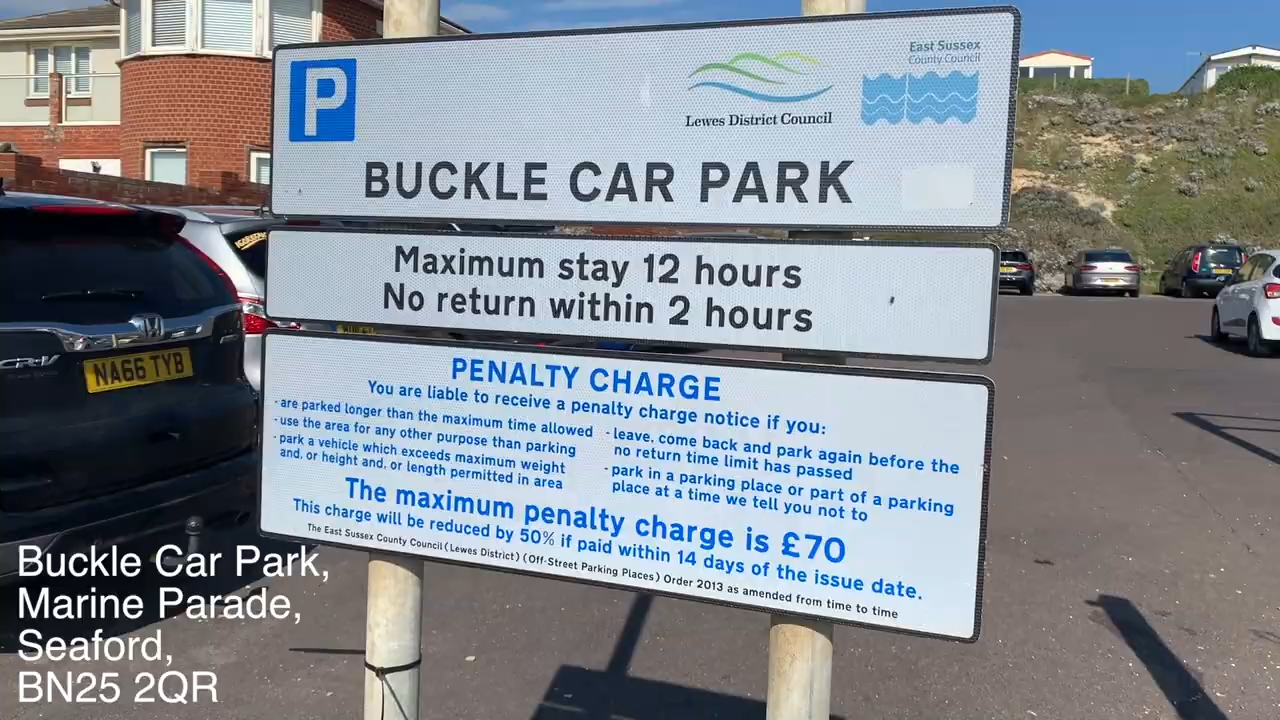 P
Lewes District Council
East Sussex
County Council
BUCKLE CAR PARK
Maximum stay 12 hours
No return within 2 hours
PENALTY CHARGE
You are liable to receive a penalty charge notice if you:
- are parked longer than the maximum time allowed
- use the area for any other purpose than parking
- park a vehicle which exceeds maximum weight
and, or height and, or length permitted in area
- leave, come back and park again before the
no return time limit has passed
- park in a parking place or part of a parking
place at a time we tell you not to
The maximum penalty charge is £70
This charge will be reduced by 50% if paid within 14 days of the issue date.
The East Sussex County Council (Lewes District) (Off-Street Parking Places) Order 2013 as amended from time to time
CR-V
NA66 TYB
Buckle Car Park,
Marine Parade,
Seaford,
BN25 2QR